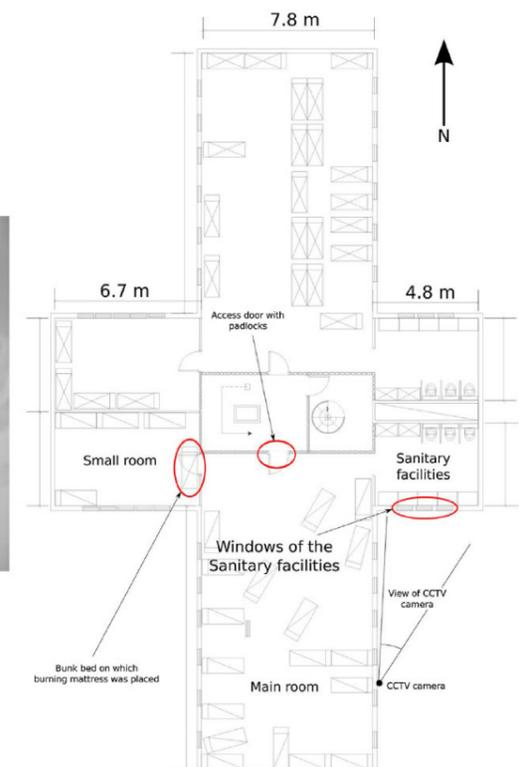 7.8 m
N
6.7 m
4.8 m
Access door with
padlocks
Small room
Sanitary
facilities
Windows of the
Sanitary facilities
View of CCTV
camera
Bunk bed on which
burning mattress was placed
Main room
CCTV camera